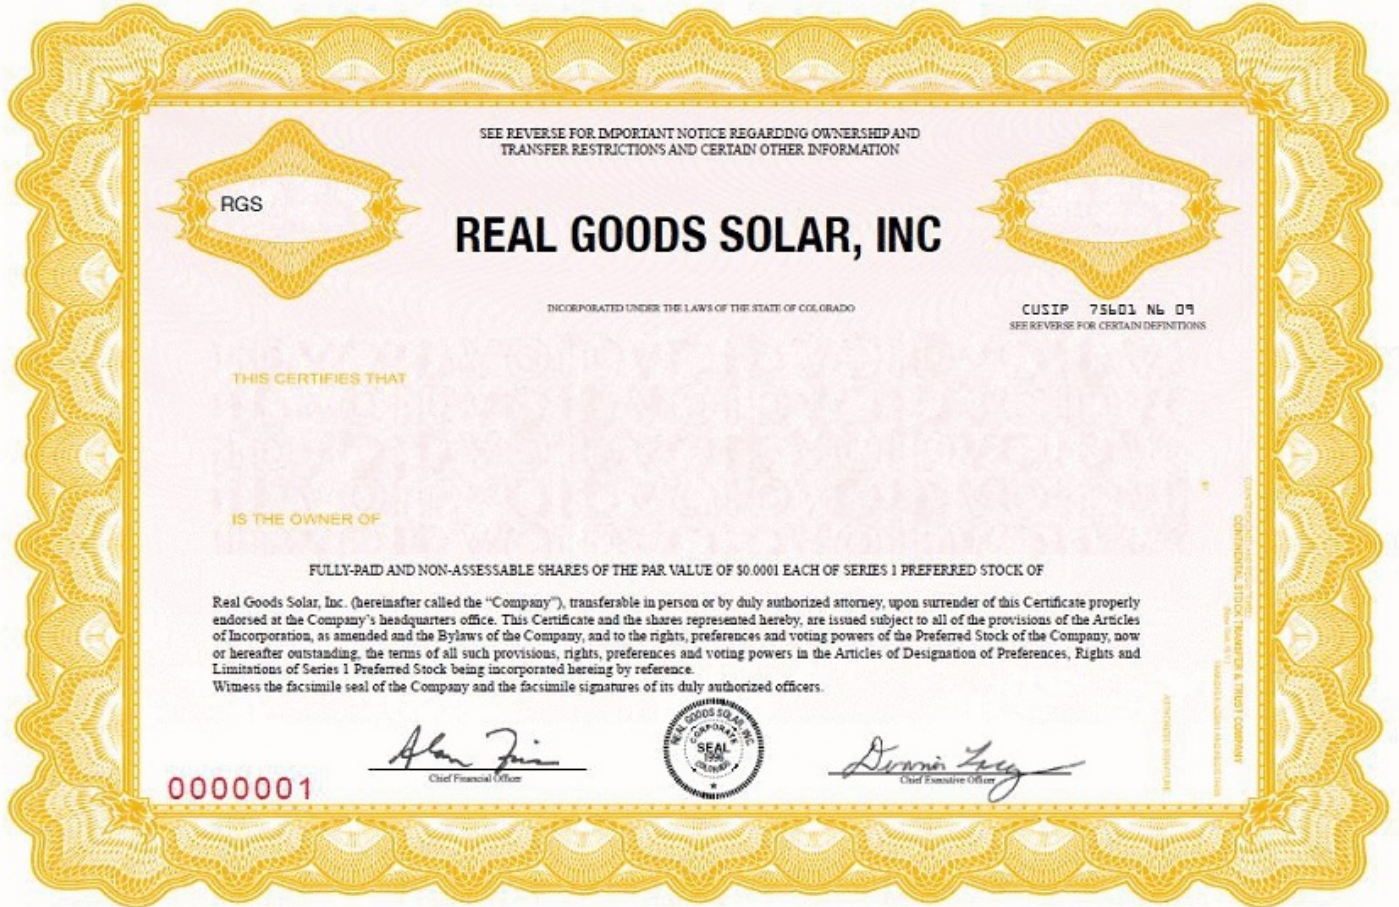 SEE REVERSE FOR IMPORTANT NOTICE REGARDING OWNERSHIP AND
TRANSFER RESTRICTIONS AND CERTAIN OTHER INFORMATION
RGS
REAL GOODS SOLAR, INC
INCORPORATED UNDER THE LAWS OF THE STATE OF COLORADO
CUSIP 75601 N6 09
SEE REVERSE FOR CERTAIN DEFINITIONS
THIS CERTIFIES THAT
IS THE OWNER OF
FULLY-PAID AND NON-ASSESSABLE SHARES OF THE PAR VALUE OF $0.0001 EACH OF SERIES 1 PREFERRED STOCK OF
Real Goods Solar, Inc. (hereinafter called the “Company”), transferable in person or by duly authorized attorney, upon surrender of this Certificate properly
endorsed at the Company’s headquarters office. This Certificate and the shares represented hereby, are issued subject to all of the provisions of the Articles
of Incorporation, as amended and the Bylaws of the Company, and to the rights, preferences and voting powers of the Preferred Stock of the Company, now
or hereafter outstanding, the terms of all such provisions, rights, preferences and voting powers in the Articles of Designation of Preferences, Rights and
Limitations of Series 1 Preferred Stock being incorporated hereing by reference.
Witness the facsimile seal of the Company and the facsimile signatures of its duly authorized officers.
Chief Financial Officer
REAL GOODS SOLAR, INC
CORPORATE
SEAL
1998
COLORADO
Chief Executive Officer
0000001
CONTINENTAL STOCK TRANSFER & TRUST COMPANY